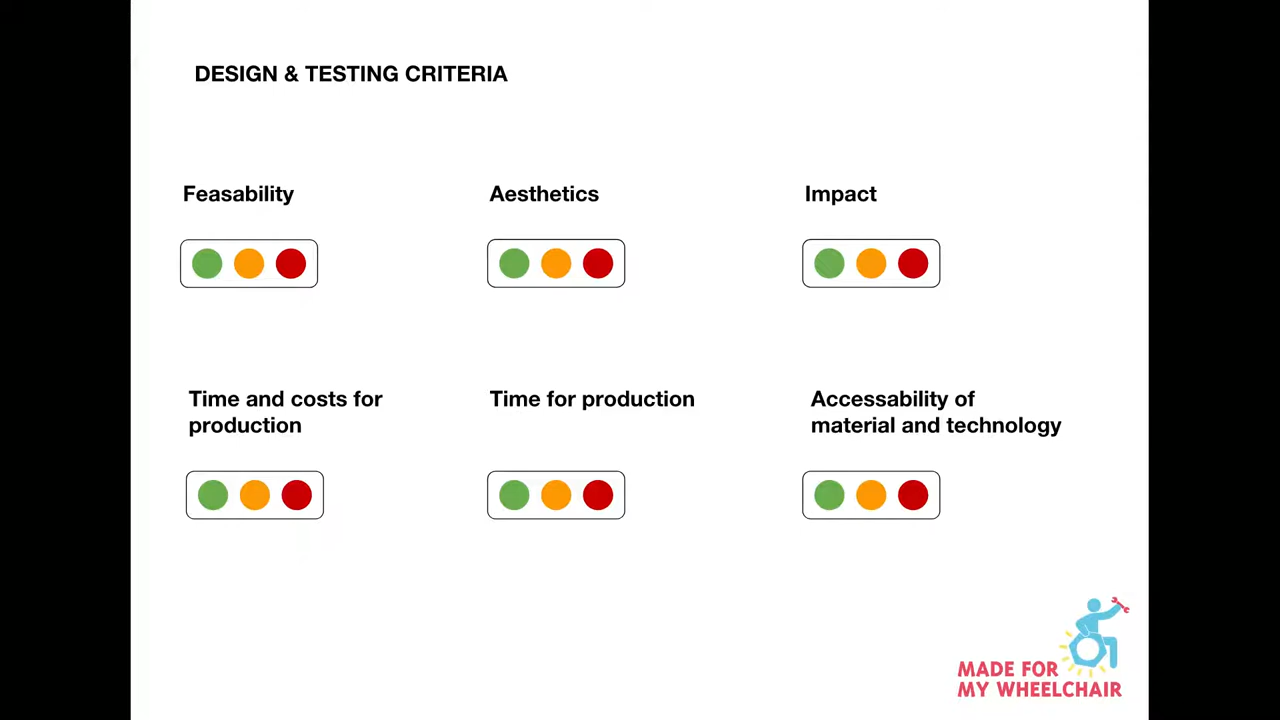 DESIGN & TESTING CRITERIA
Feasability
Aesthetics
Impact
Time and costs for
production
Time for production
Accessability of
material and technology
MADE FOR
MY WHEELCHAIR